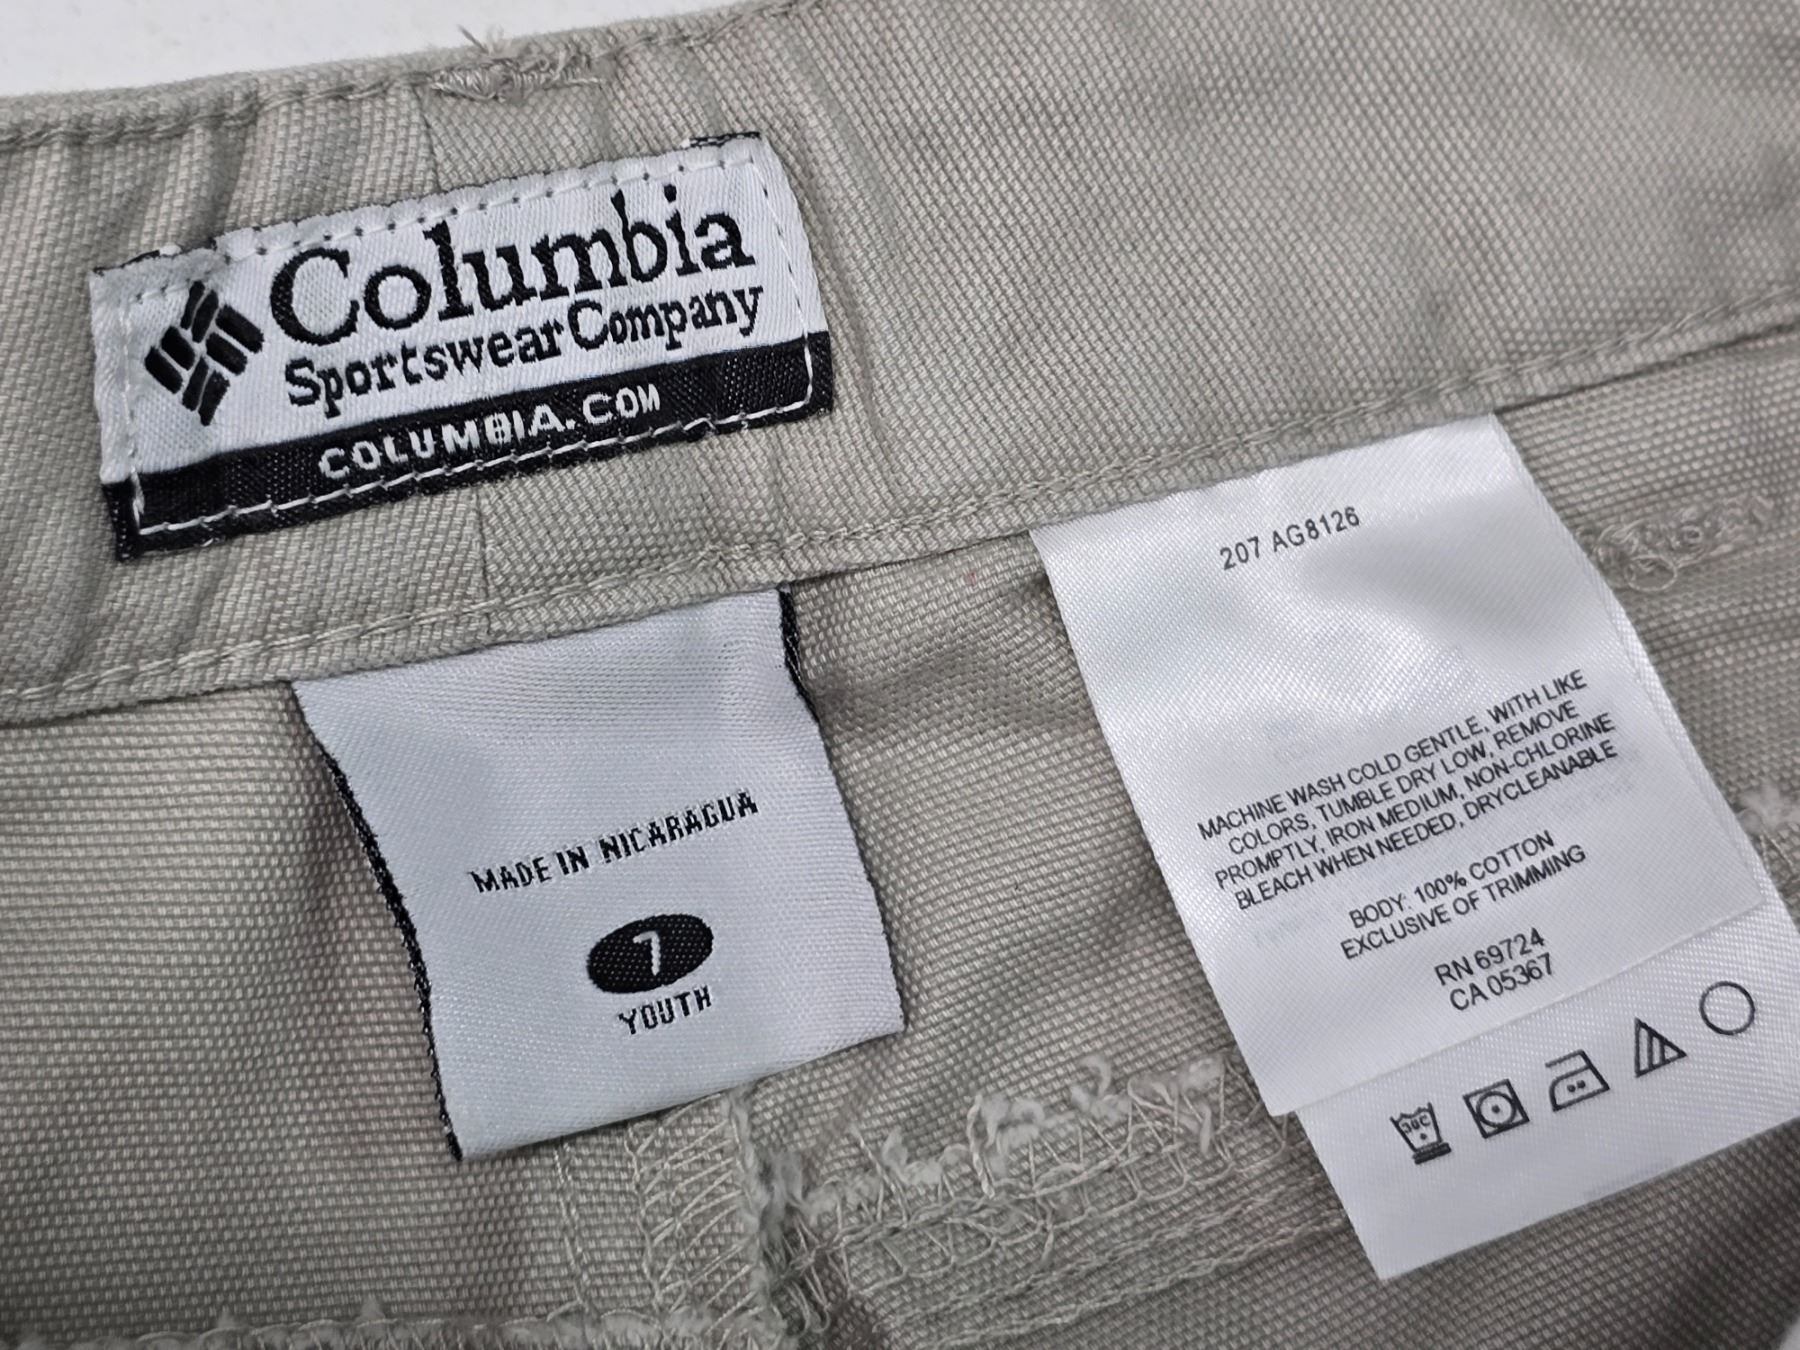 Columbia
Sportswear Company
COLUMBIA.COM
MADE IN NICARAGUA
7
YOUTH
207 AG8126
MACHINE WASH COLD GENTLE, WITH LIKE
COLORS, TUMBLE DRY LOW, REMOVE
PROMPTLY, IRON MEDIUM, NON-CHLORINE
BLEACH WHEN NEEDED, DRYCLEANABLE
BODY: 100% COTTON
EXCLUSIVE OF TRIMMING
RN 69724
CA 05367
30C